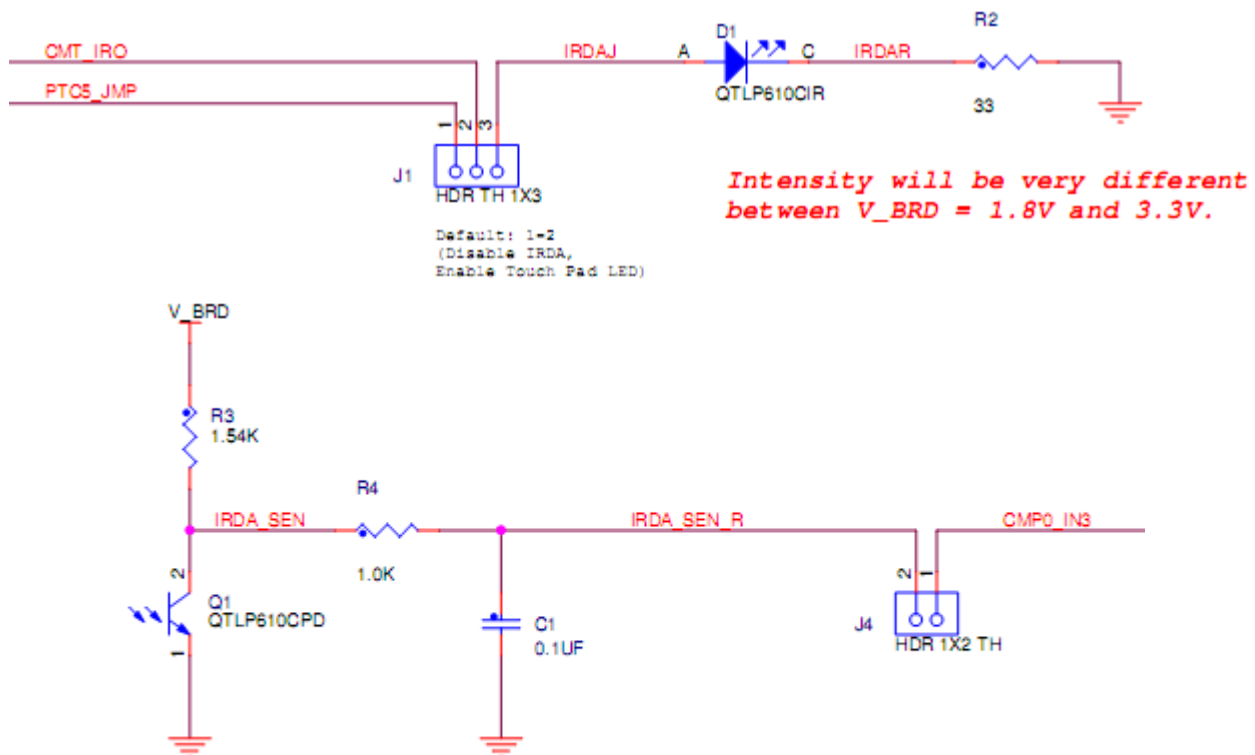 R2
D1
CMT_IRO
IRDAJ
A
C
IRDAR
PTC5_JMP
QTLP610CIR
33
1
2
3
J1
HDR TH 1X3
Intensity will be very different
between V_BRD = 1.8V and 3.3V.
Default: 1-2
(Disable IRDA,
Enable Touch Pad LED)
V_BRD
R3
1.54K
R4
IRDA_SEN
IRDA_SEN_R
CMP0_IN3
1.0K
2
Q1
QTLP610CPD
1
C1
0.1UF
2
1
J4
HDR 1X2 TH